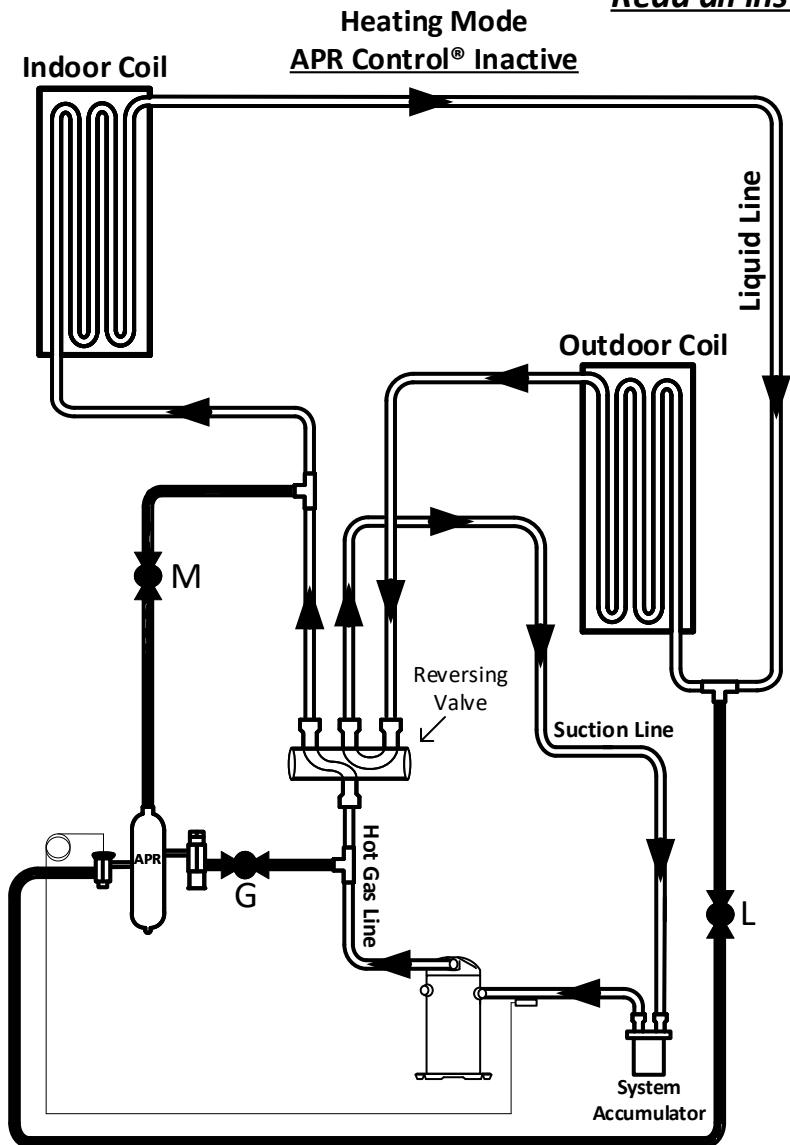 Heating Mode
APR Control® Inactive
Indoor Coil
Liquid Line
Outdoor Coil
M
Reversing
Valve
Suction Line
APR
G
Hot Gas Line
L
System
Accumulator